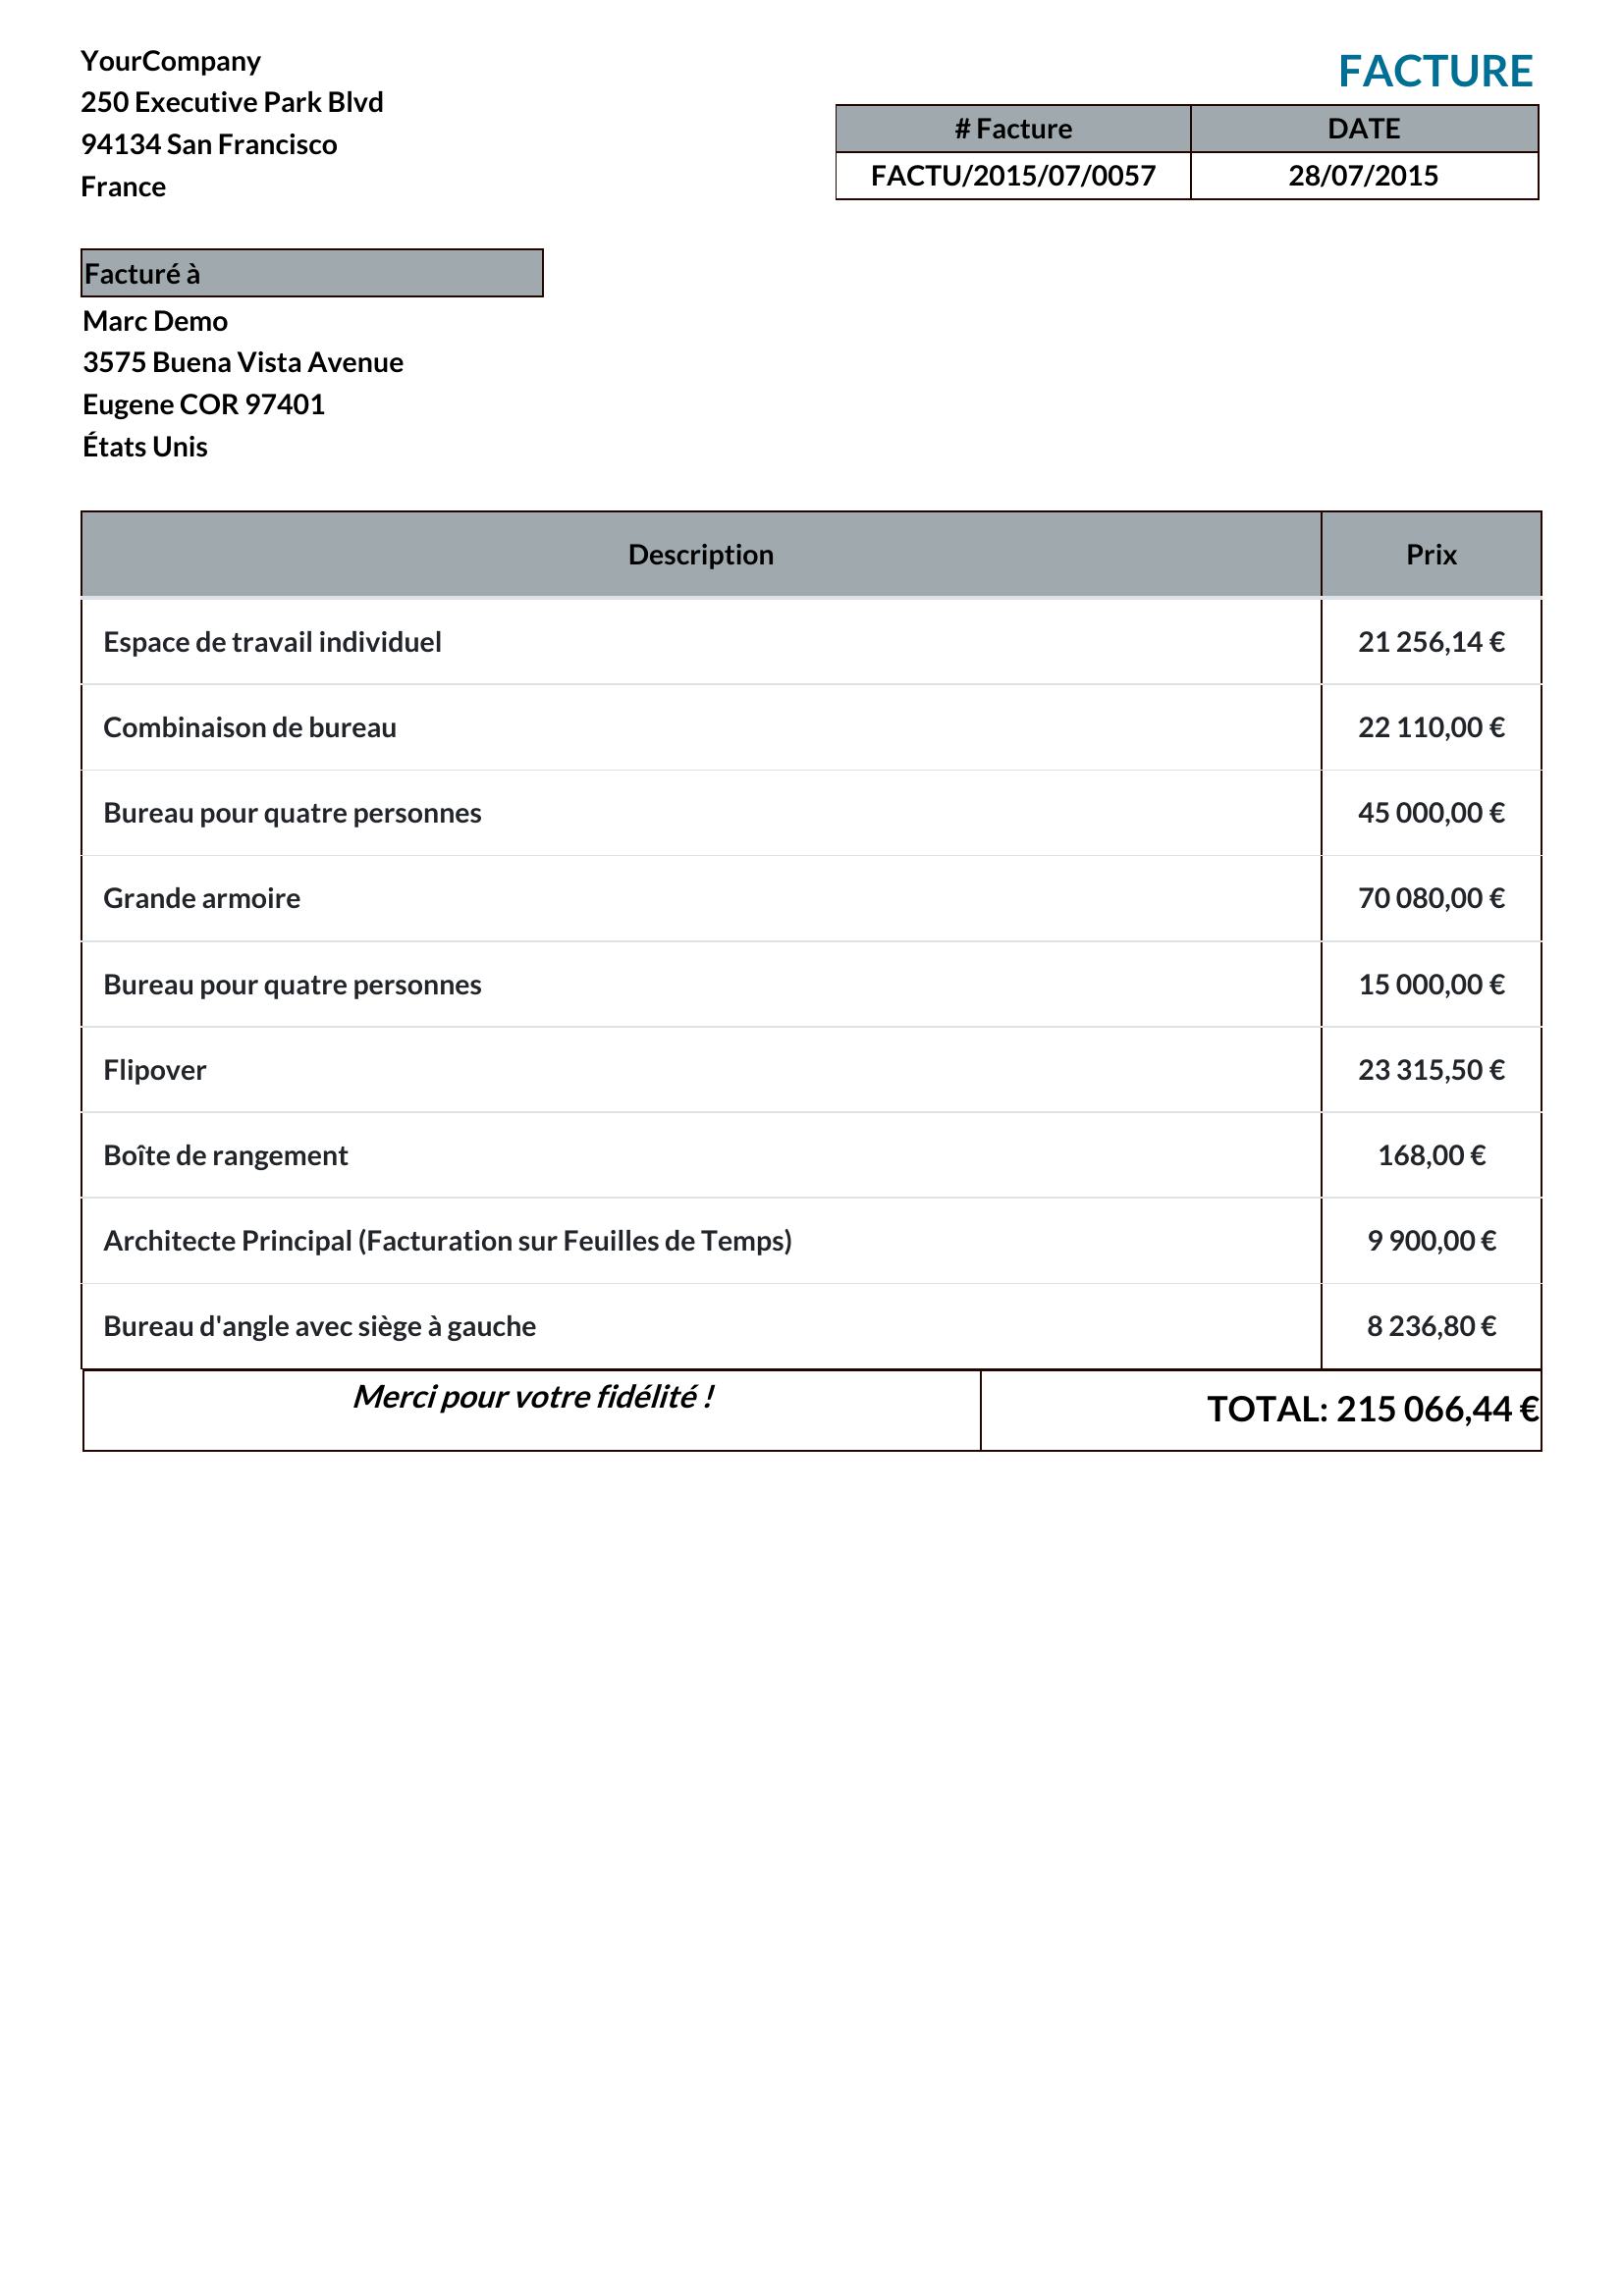 YourCompany
250 Executive Park Blvd
94134 San Francisco
France
FACTURE
# Facture DATE
FACTU/2015/07/0057 28/07/2015
Facturé à
Marc Demo
3575 Buena Vista Avenue
Eugene COR 97401
États Unis
Description Prix
Espace de travail individuel 21 256,14 €
Combinaison de bureau 22 110,00 €
Bureau pour quatre personnes 45 000,00 €
Grande armoire 70 080,00 €
Bureau pour quatre personnes 15 000,00 €
Flipover 23 315,50 €
Boîte de rangement 168,00 €
Architecte Principal (Facturation sur Feuilles de Temps) 9 900,00 €
Bureau d'angle avec siège à gauche 8 236,80 €
Merci pour votre fidélité !
TOTAL: 215 066,44 €